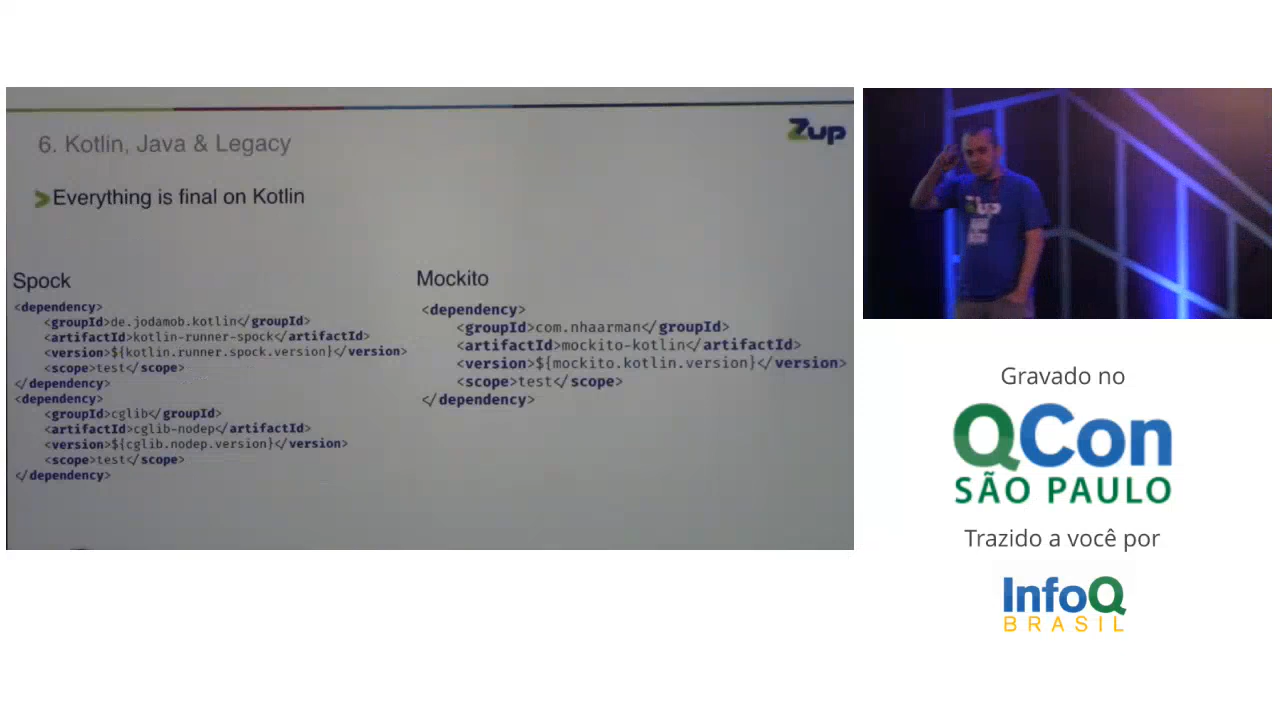 6. Kotlin, Java & Legacy
Zup
Everything is final on Kotlin
Spock
<dependency>
<groupId>de.jodamob.kotlin</groupId>
<artifactId>kotlin-runner-spock</artifactId>
<version>${kotlin.runner.spock.version}</version>
<scope>test</scope>
</dependency>
<dependency>
<groupId>cglib</groupId>
<artifactId>cglib-nodep</artifactId>
<version>${cglib.nodep.version}</version>
<scope>test</scope>
</dependency>
Mockito
<dependency>
<groupId>com.nhaarman</groupId>
<artifactId>mockito-kotlin</artifactId>
<version>${mockito.kotlin.version}</version>
<scope>test</scope>
</dependency>
Zup
Gravado no
QCon
SÃO PAULO
Trazido a você por
InfoQ
BRASIL